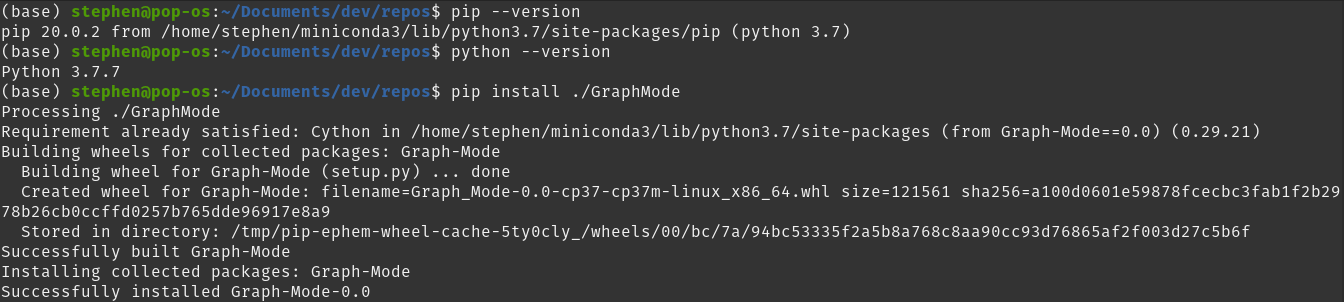 (base) stephen@pop-os:~/Documents/dev/repos$ pip --version
pip 20.0.2 from /home/stephen/miniconda3/lib/python3.7/site-packages/pip (python 3.7)
(base) stephen@pop-os:~/Documents/dev/repos$ python --version
Python 3.7.7
(base) stephen@pop-os:~/Documents/dev/repos$ pip install ./GraphMode
Processing ./GraphMode
Requirement already satisfied: Cython in /home/stephen/miniconda3/lib/python3.7/site-packages (from Graph-Mode==0.0) (0.29.21)
Building wheels for collected packages: Graph-Mode
  Building wheel for Graph-Mode (setup.py) ... done
  Created wheel for Graph-Mode: filename=Graph_Mode-0.0-cp37-cp37m-linux_x86_64.whl size=121561 sha256=a100d0601e59878fcecbc3fab1f2b29
78b26cb0ccffd0257b765dde96917e8a9
  Stored in directory: /tmp/pip-ephem-wheel-cache-5ty0cly_/wheels/00/bc/7a/94bc53335f2a5b8a768c8aa90cc93d76865af2f003d27c5b6f
Successfully built Graph-Mode
Installing collected packages: Graph-Mode
Successfully installed Graph-Mode-0.0